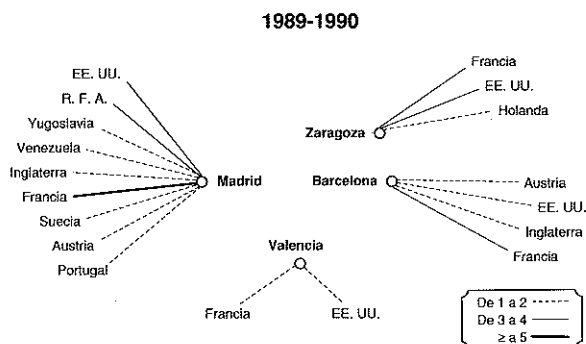 1989-1990
EE. UU.
R. F. A.
Yugoslavia
Venezuela
Inglaterra
Francia
Suecia
Austria
Portugal
Madrid
Francia
EE. UU.
Holanda
Zaragoza
Barcelona
Austria
EE. UU.
Inglaterra
Francia
Valencia
Francia
EE. UU.
De 1 a 2
De 3 a 4
≥ a 5